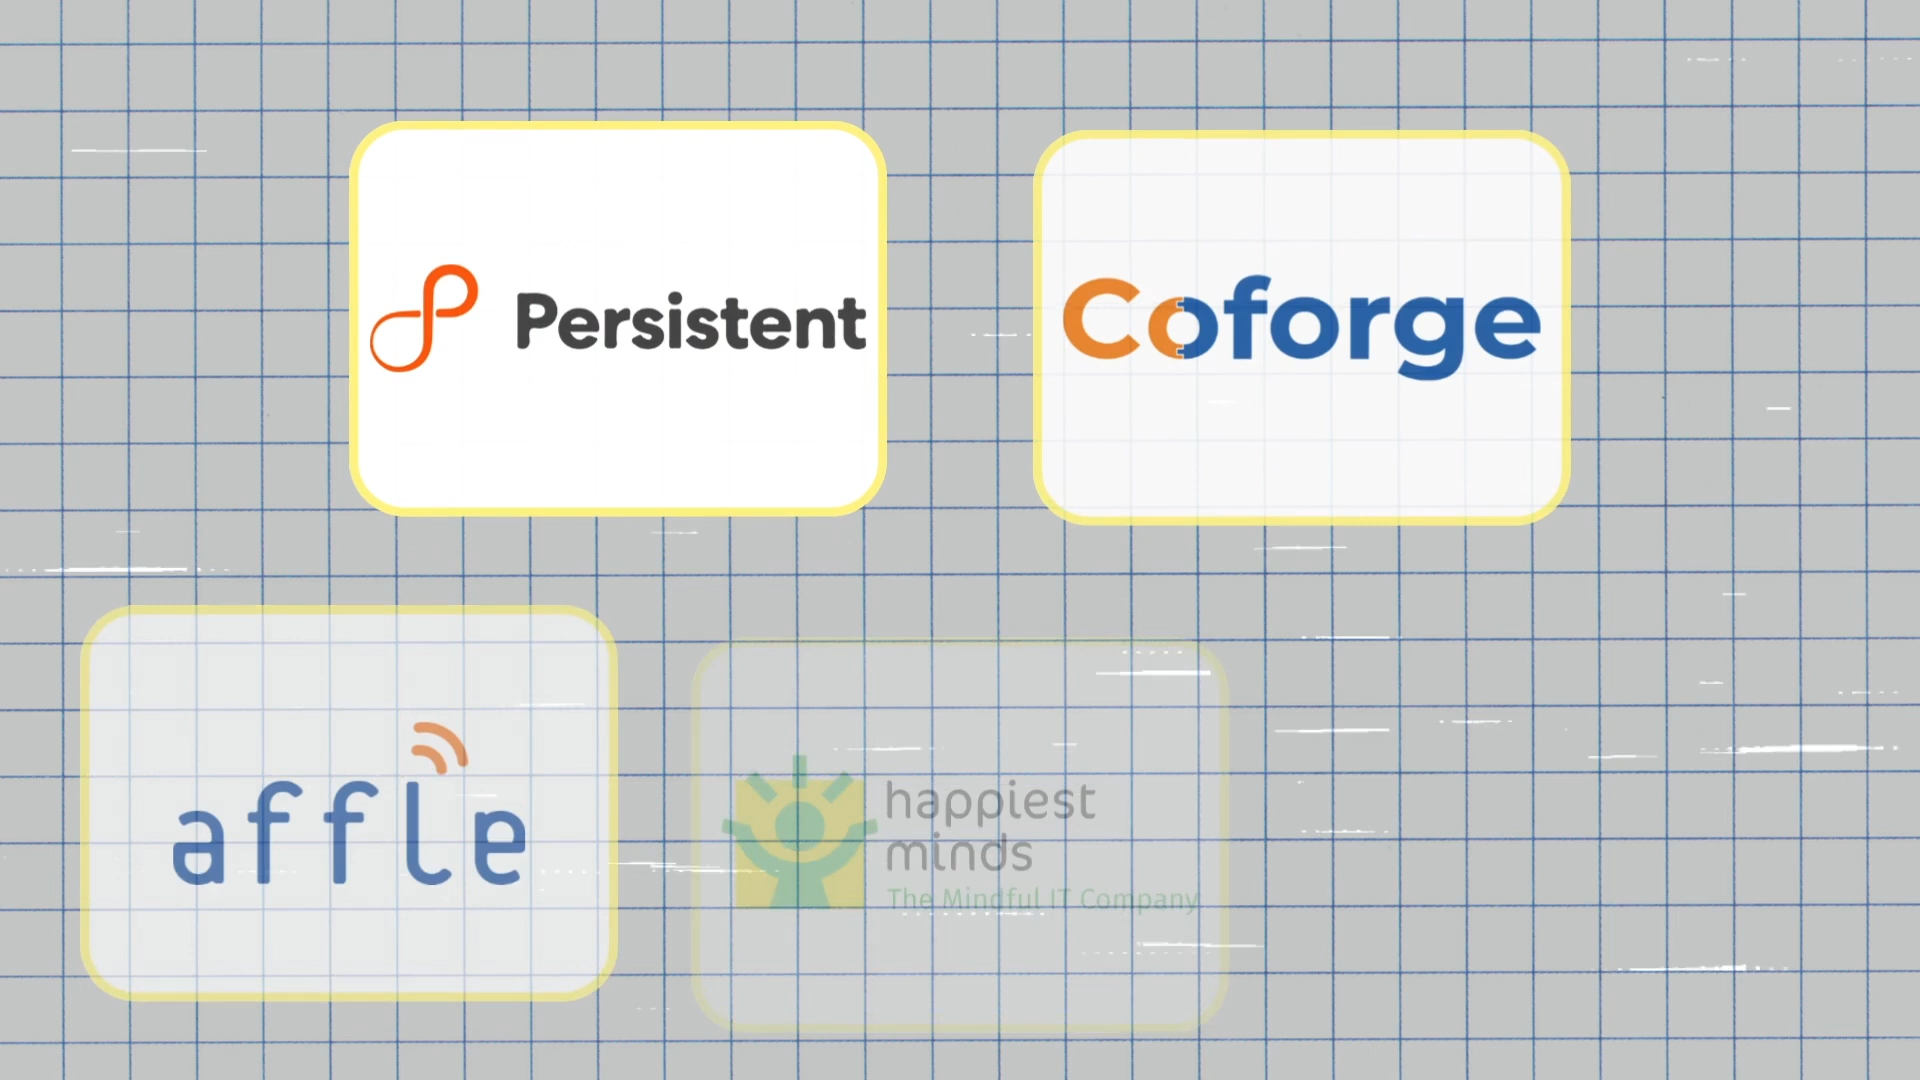 Persistent
Coforge
affle
happiest
minds
The Mindful IT Company